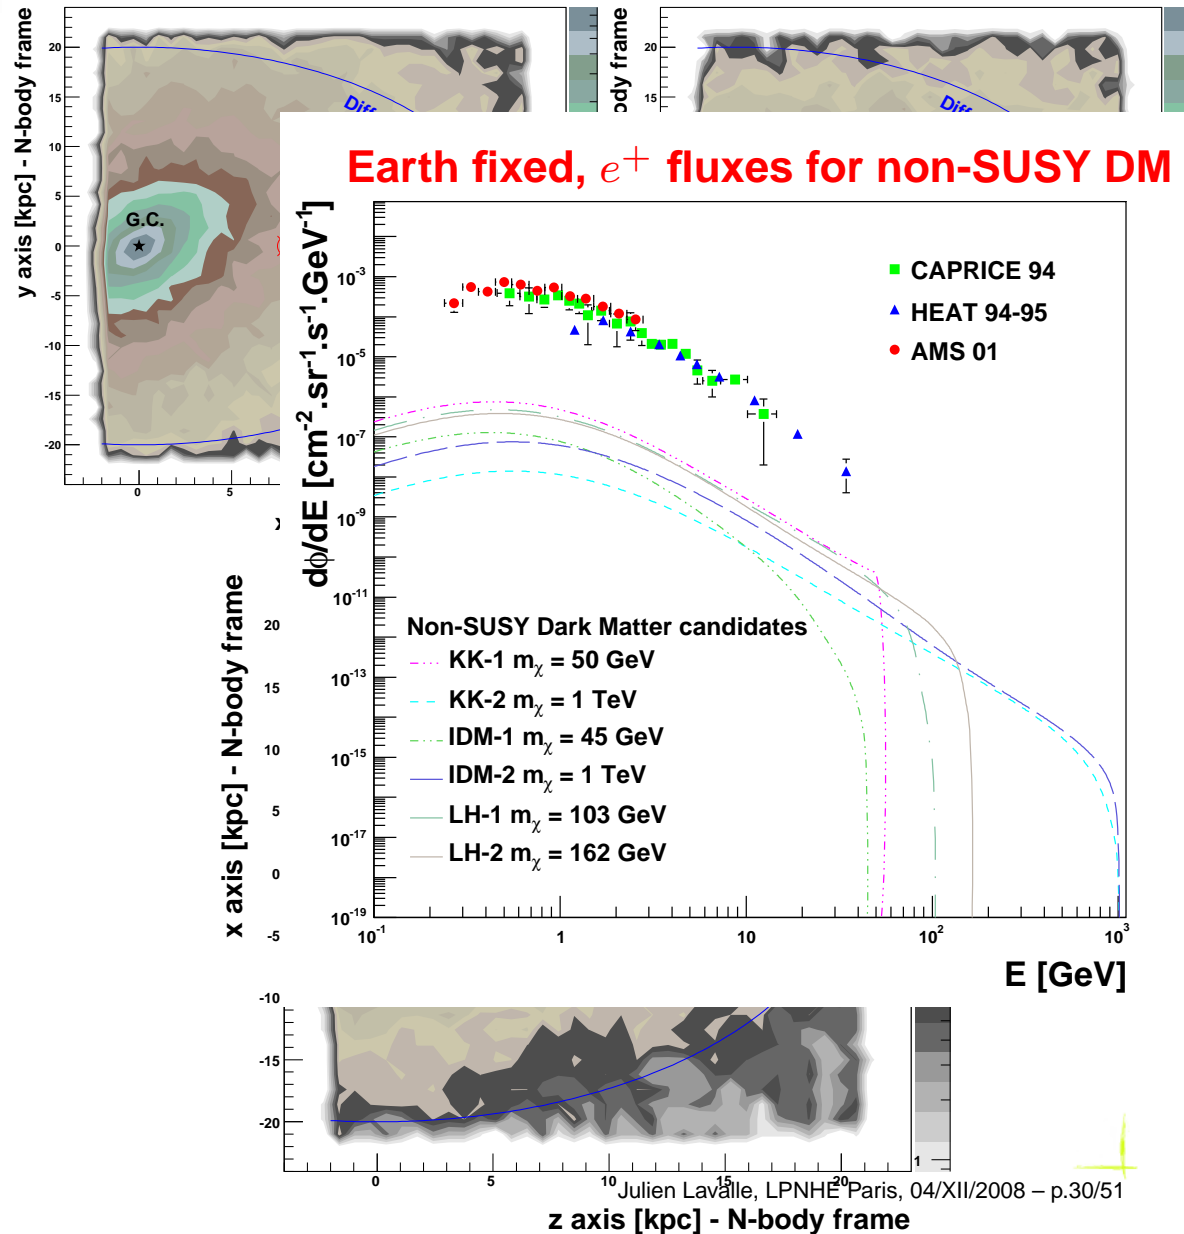 y axis [kpc] - N-body frame
20
15
10
5
0
-5
-10
-15
-20
0
5
G.C.
Diff
20
15
Diff
Earth fixed, e⁺ fluxes for non-SUSY DM
dϕ/dE [cm⁻².sr⁻¹.s⁻¹.GeV⁻¹]
10⁻³
10⁻⁵
10⁻⁷
10⁻⁹
10⁻¹¹
10⁻¹³
10⁻¹⁵
10⁻¹⁷
10⁻¹⁹
CAPRICE 94
HEAT 94-95
AMS 01
Non-SUSY Dark Matter candidates
KK-1 mχ = 50 GeV
KK-2 mχ = 1 TeV
IDM-1 mχ = 45 GeV
IDM-2 mχ = 1 TeV
LH-1 mχ = 103 GeV
LH-2 mχ = 162 GeV
10⁻¹
1
10
10²
10³
E [GeV]
x axis [kpc] - N-body frame
20
15
10
5
0
-5
-10
-15
-20
0
5
10
15
20
1
Julien Lavalle, LPNHE Paris, 04/XII/2008 – p.30/51
z axis [kpc] - N-body frame